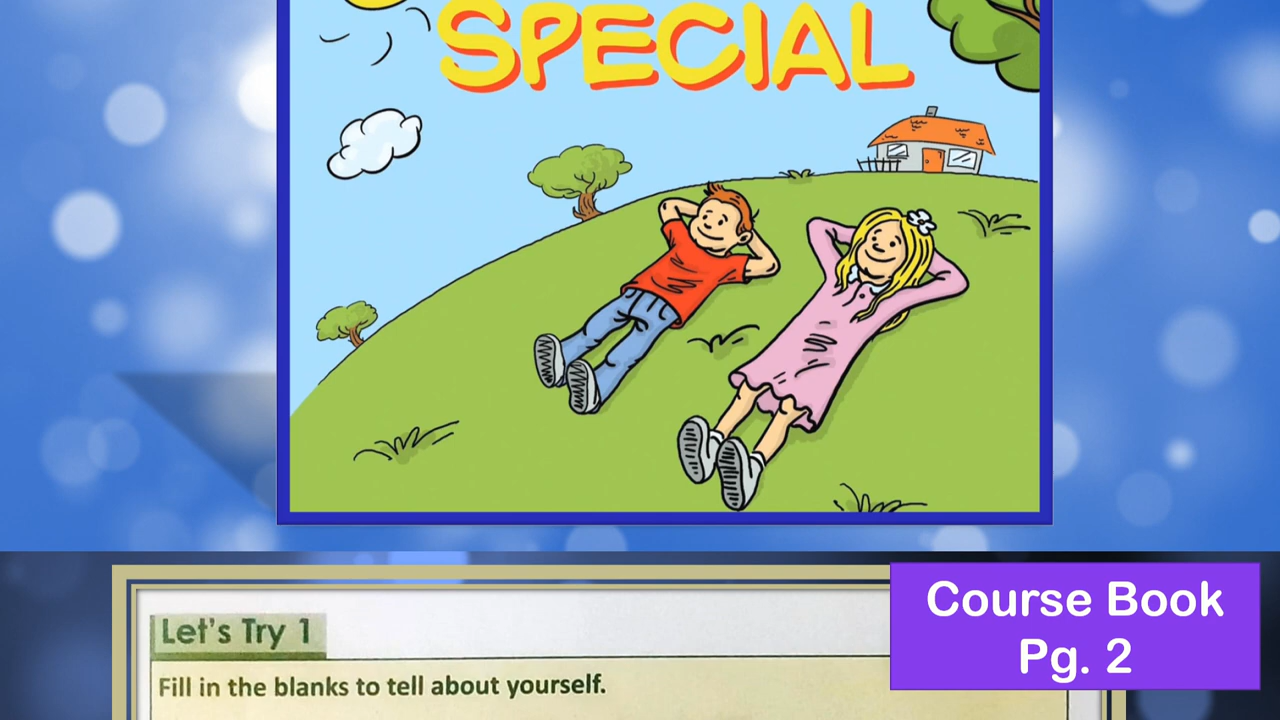 SPECIAL
Course Book
Pg. 2
Let's Try 1
Fill in the blanks to tell about yourself.